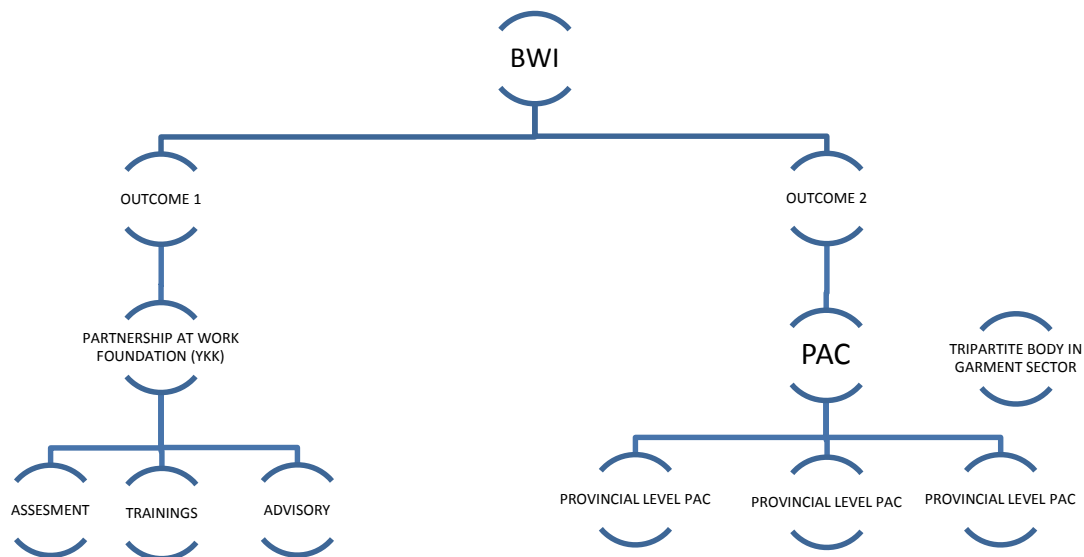 BWI
OUTCOME 1
OUTCOME 2
PARTNERSHIP AT WORK
FOUNDATION (YKK)
PAC
TRIPARTITE BODY IN
GARMENT SECTOR
ASSESMENT
TRAININGS
ADVISORY
PROVINCIAL LEVEL PAC
PROVINCIAL LEVEL PAC
PROVINCIAL LEVEL PAC